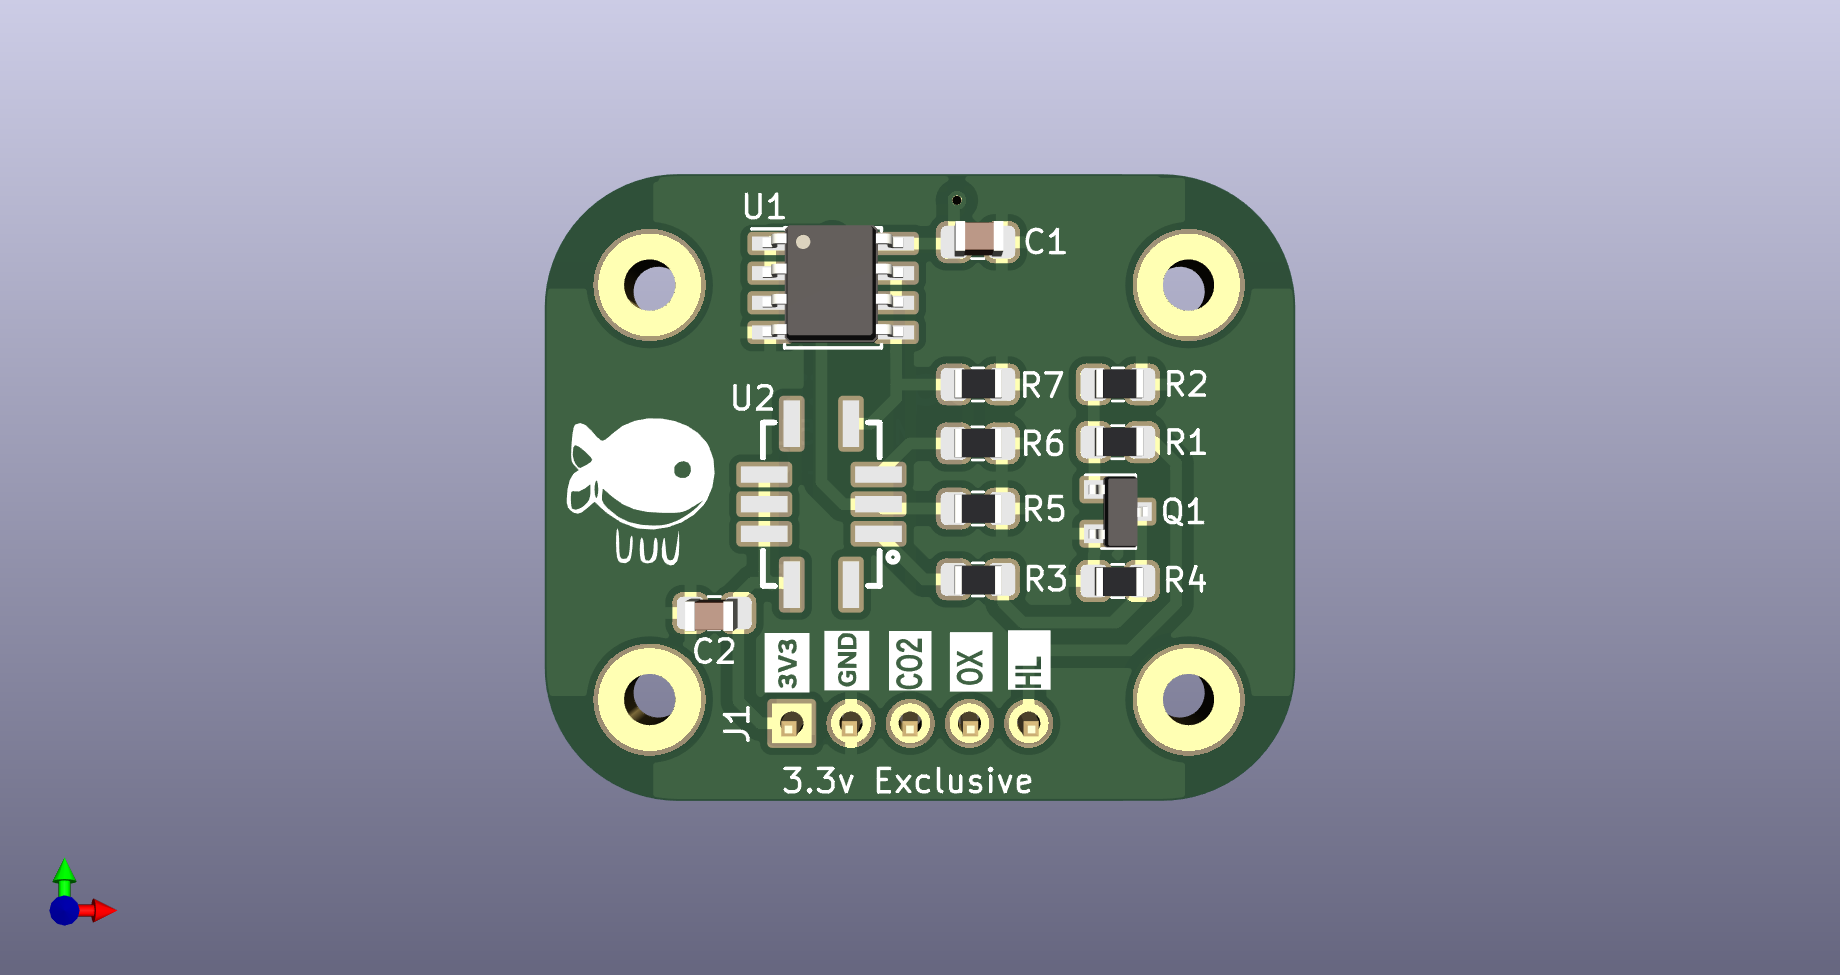 U1
C1
U2
R7
R2
R6
R1
R5
Q1
R3
R4
C2
3V3
GND
CO2
OX
HL
J1
3.3v Exclusive